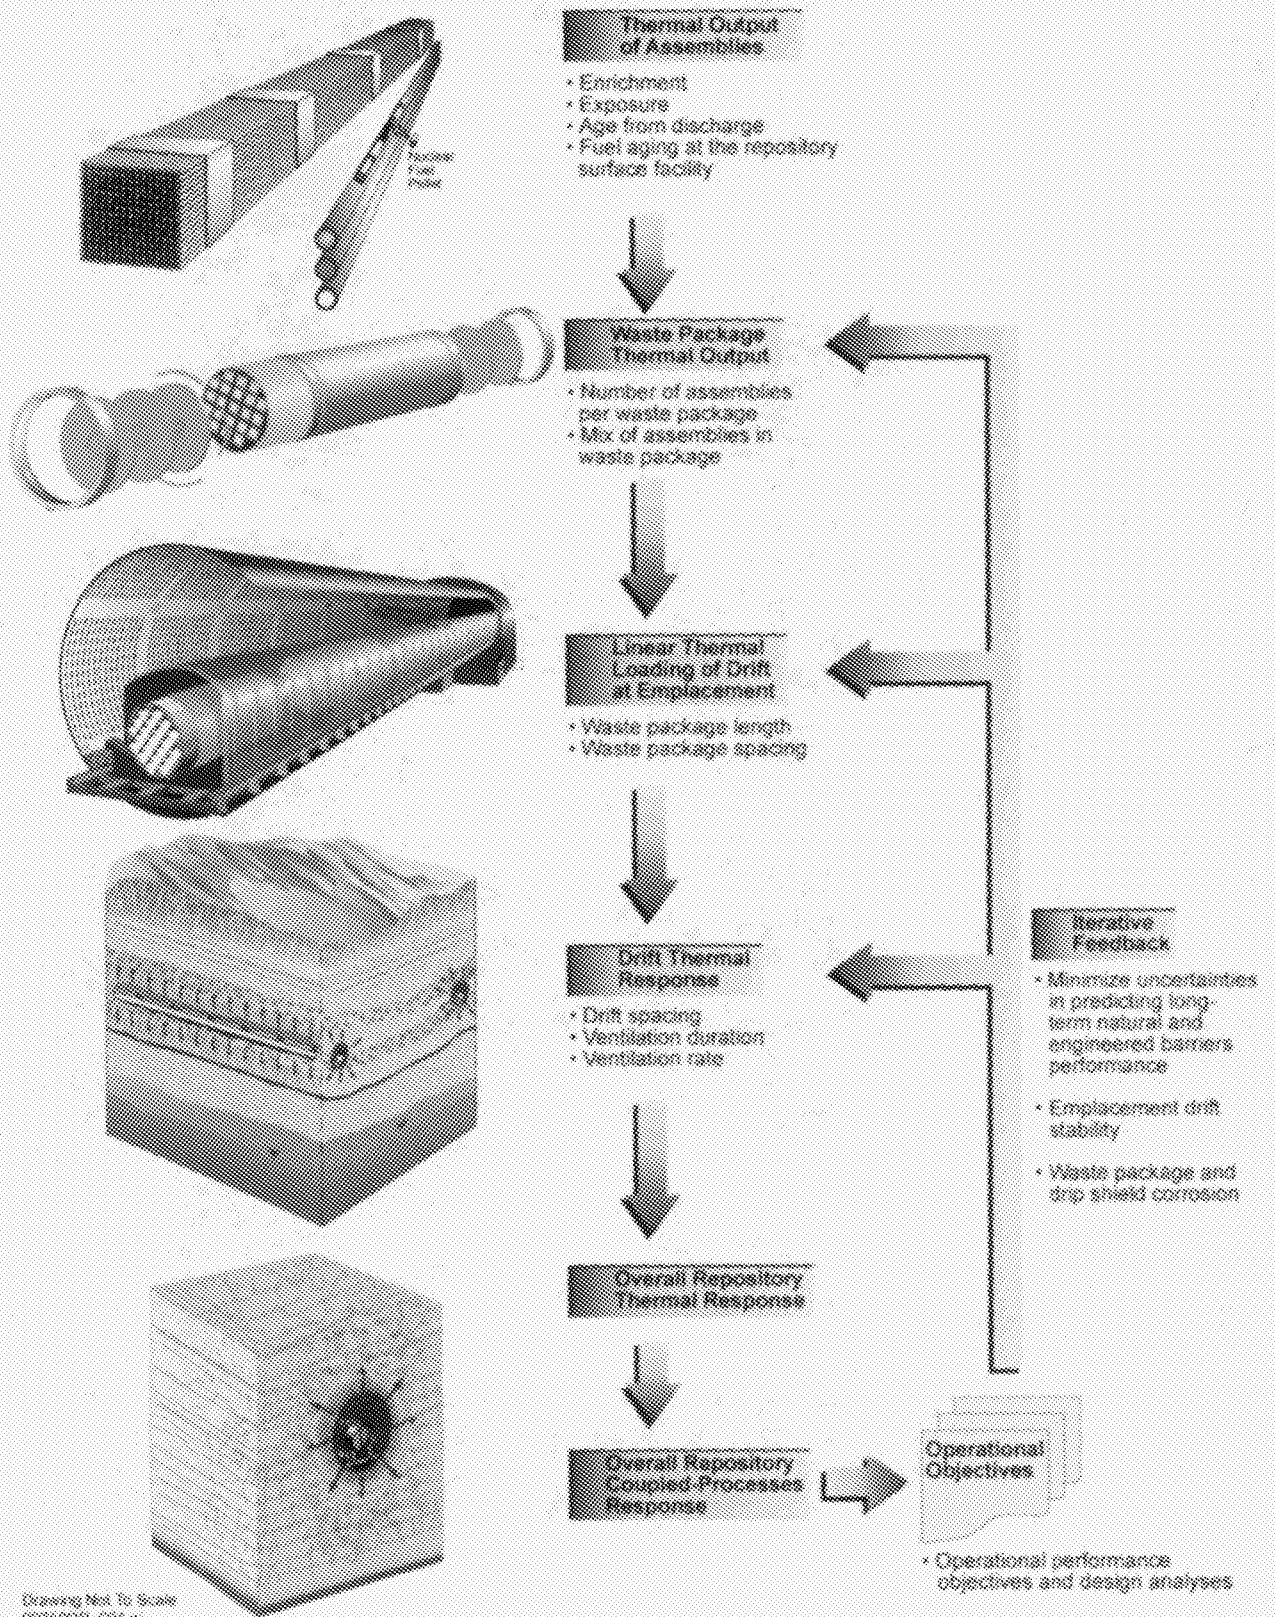 Thermal Output
of Assemblies
• Enrichment
• Exposure
• Age from discharge
• Fuel aging at the repository
surface facility
Nuclear
Fuel
Pellet
Waste Package
Thermal Output
• Number of assemblies
per waste package
• Mix of assemblies in
waste package
Linear Thermal
Loading of Drift
at Emplacement
• Waste package length
• Waste package spacing
Drift Thermal
Response
• Drift spacing
• Ventilation duration
• Ventilation rate
Iterative
Feedback
• Minimize uncertainties
in predicting long-
term natural and
engineered barriers
performance
• Emplacement drift
stability
• Waste package and
drip shield corrosion
Overall Repository
Thermal Response
Overall Repository
Coupled-Processes
Response
Operational
Objectives
• Operational performance
objectives and design analyses
Drawing Not To Scale